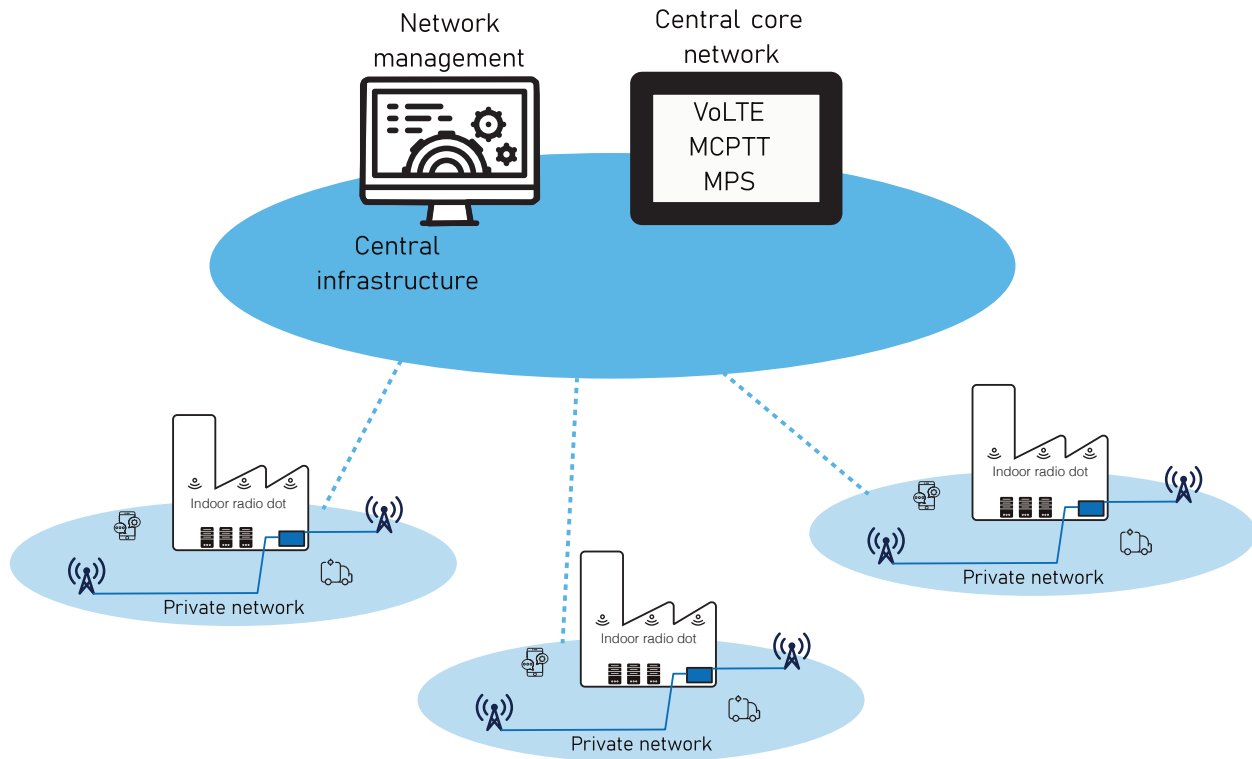 Network
management
Central core
network
VoLTE
MCPTT
MPS
Central
infrastructure
Indoor radio dot
Private network
Indoor radio dot
Private network
Indoor radio dot
Private network